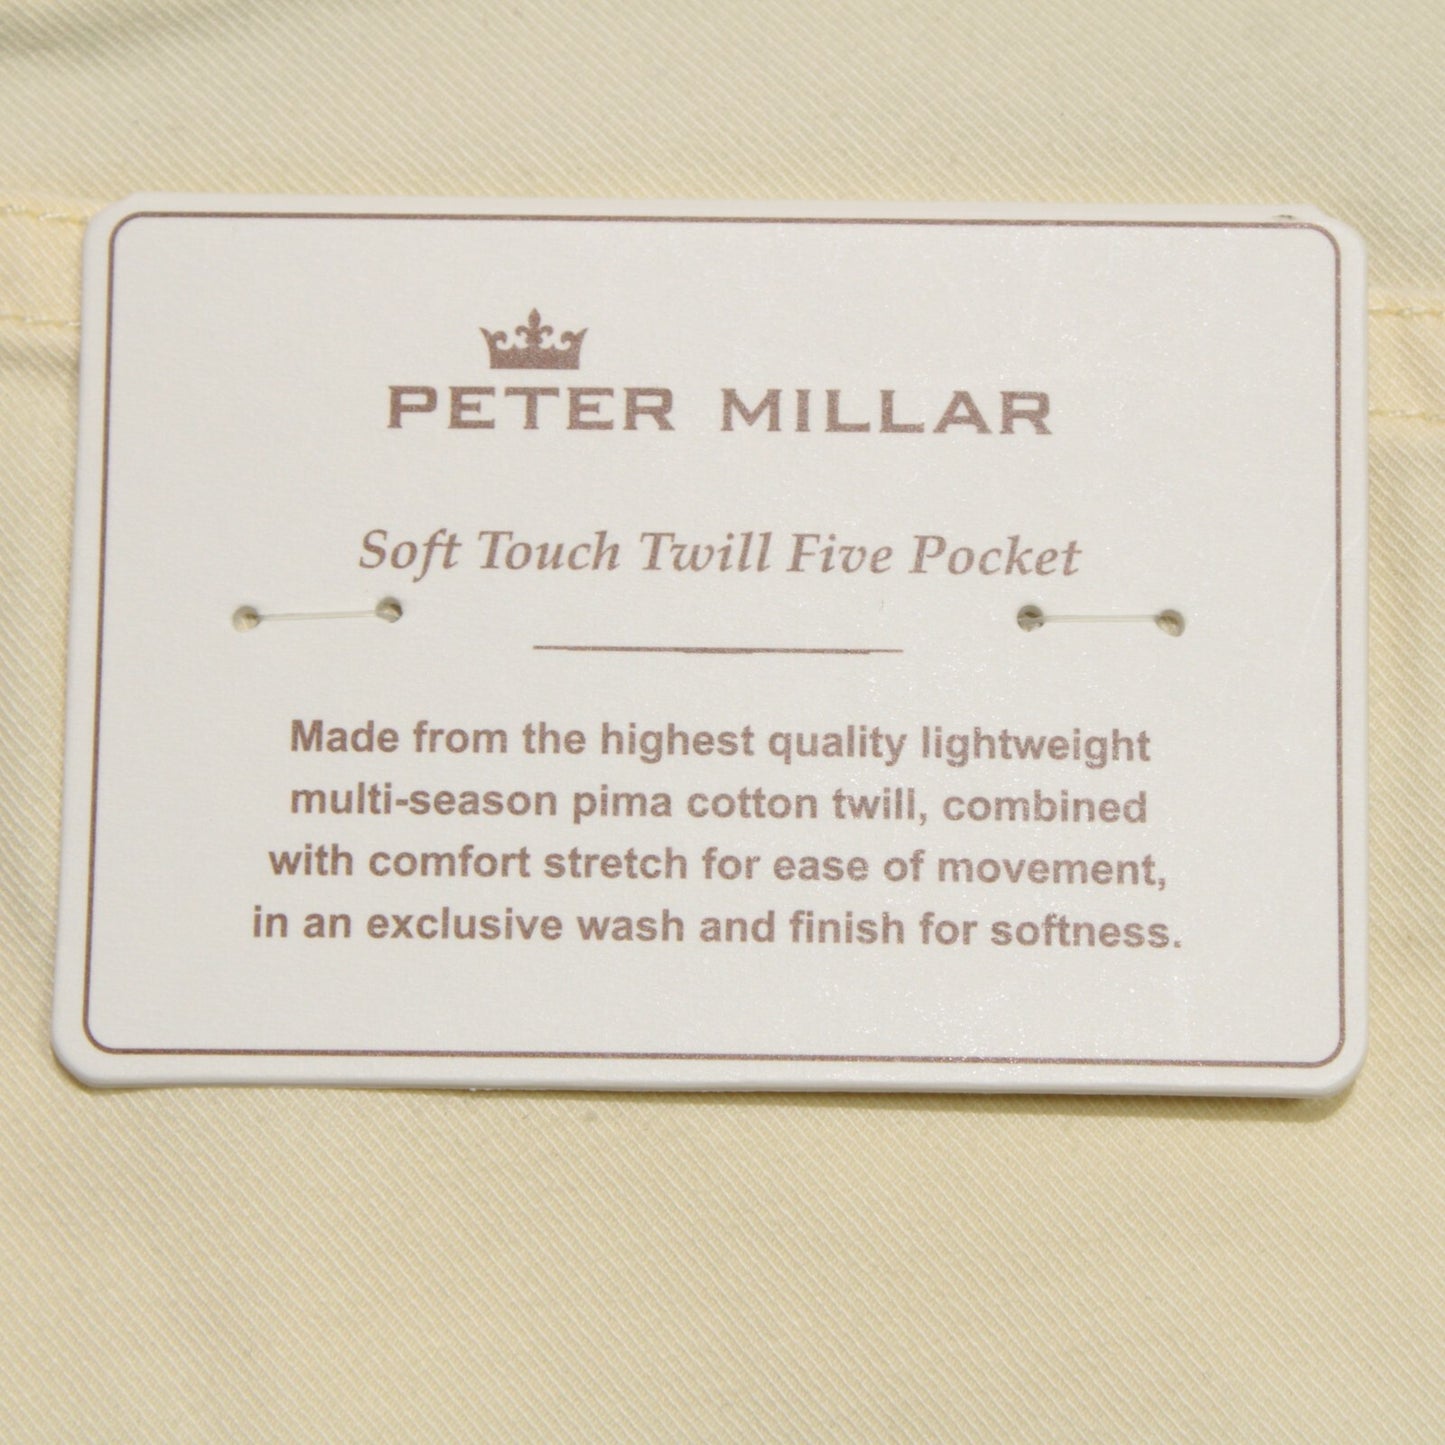 PETER MILLAR
Soft Touch Twill Five Pocket
Made from the highest quality lightweight
multi-season pima cotton twill, combined
with comfort stretch for ease of movement,
in an exclusive wash and finish for softness.